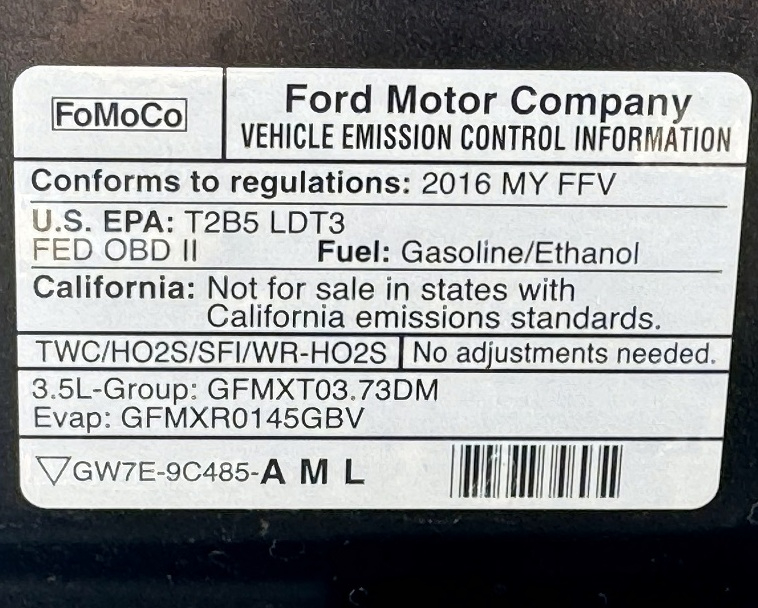 FoMoCo
Ford Motor Company
VEHICLE EMISSION CONTROL INFORMATION
Conforms to regulations: 2016 MY FFV
U.S. EPA: T2B5 LDT3
FED OBD II Fuel: Gasoline/Ethanol
California: Not for sale in states with
California emissions standards.
TWC/HO2S/SFI/WR-HO2S No adjustments needed.
3.5L-Group: GFMXT03.73DM
Evap: GFMXR0145GBV
GW7E-9C485-A M L